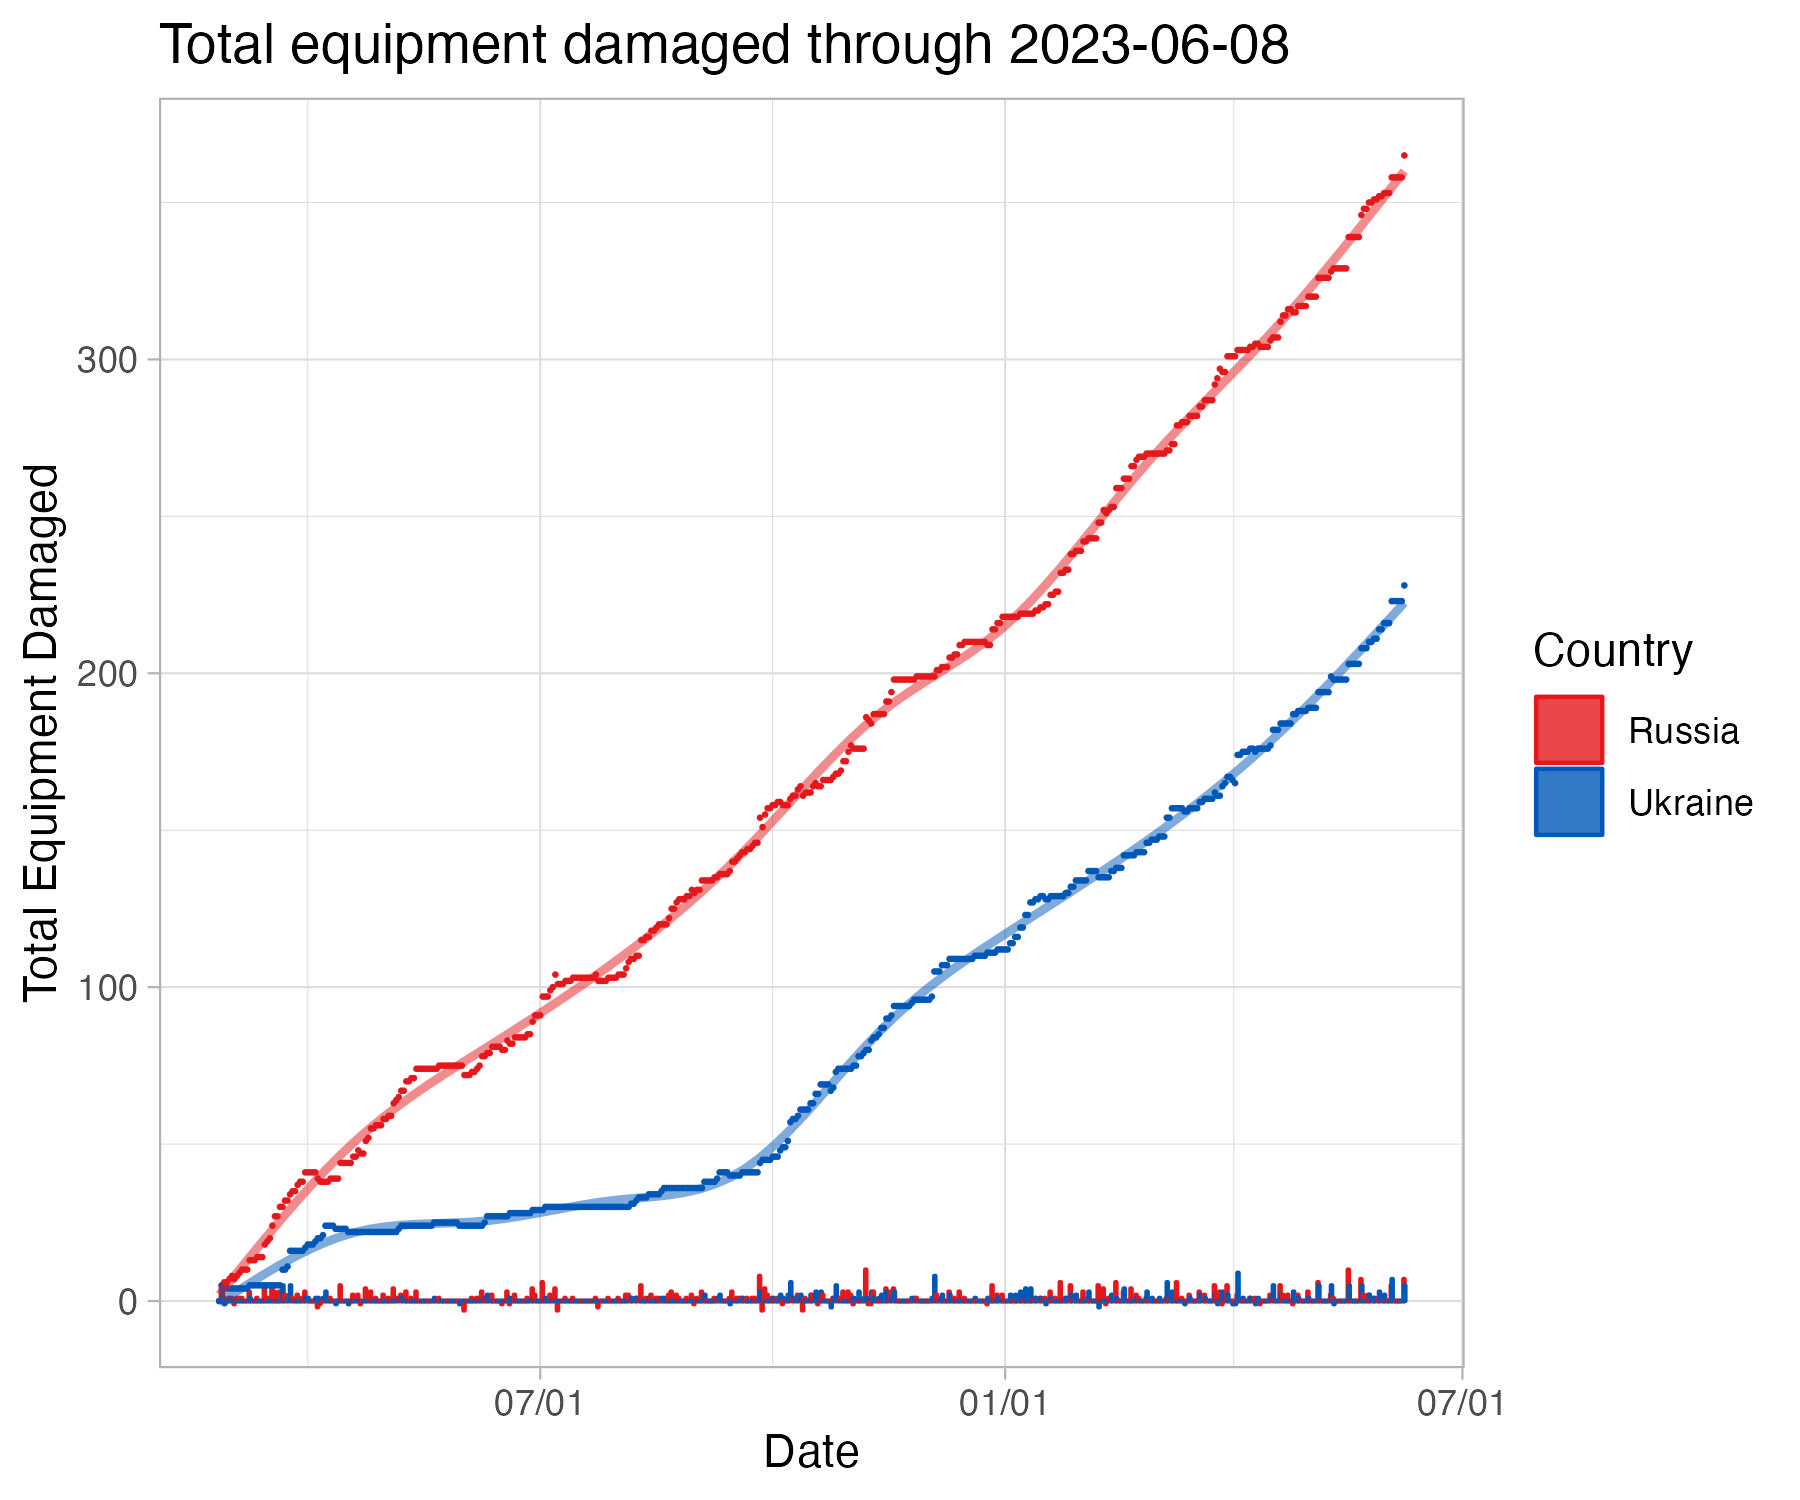 Total equipment damaged through 2023-06-08
Total Equipment Damaged
300
200
100
0
07/01
01/01
07/01
Date
Country
Russia
Ukraine